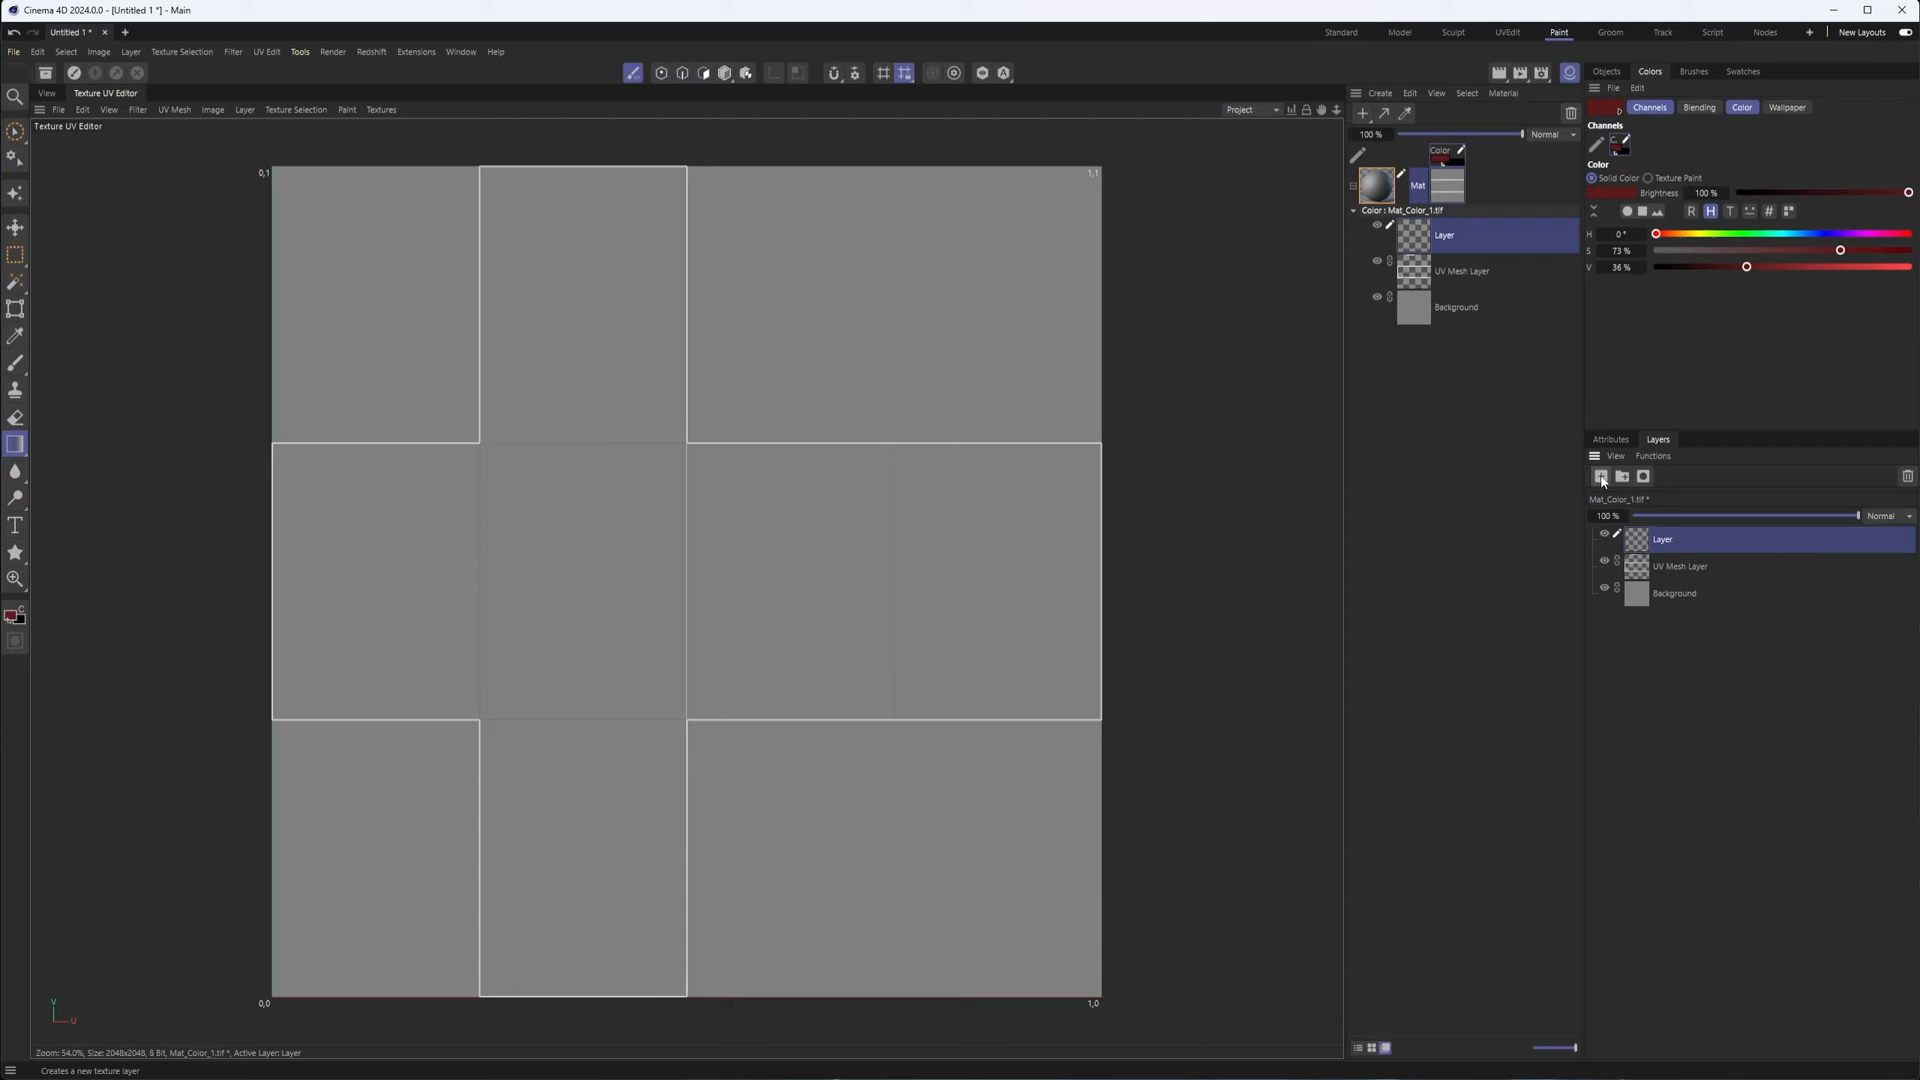 Cinema 4D 2024.0.0 - [Untitled 1 *] - Main
Untitled 1 *
Standard Model Sculpt UVEdit Paint Groom Track Script Nodes New Layouts
File Edit Select Image Layer Texture Selection Filter UV Edit Tools Render Redshift Extensions Window Help
View Texture UV Editor
File Edit View Filter UV Mesh Image Layer Texture Selection Paint Textures Project
Texture UV Editor
0,1
1,1
0,0
1,0
V
U
Zoom: 54.0%, Size: 2048x2048, 8 Bit, Mat_Color_1.tif *, Active Layer: Layer
Creates a new texture layer
Create Edit View Select Material
100 % Normal
Color
Mat
Color : Mat_Color_1.tif
Layer
UV Mesh Layer
Background
Objects Colors Brushes Swatches
File Edit
Channels Blending Color Wallpaper
Channels
C
Color
Solid Color Texture Paint
Brightness 100 %
R H T #
H 0 °
S 73 %
V 36 %
Attributes Layers
View Functions
Mat_Color_1.tif *
100 % Normal
Layer
UV Mesh Layer
Background
C